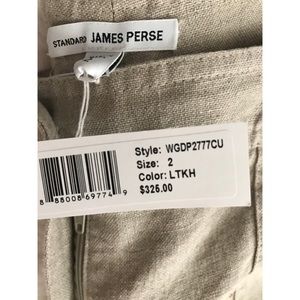 STANDARD JAMES PERSE
Style: WGDP2777CU
Size: 2
Color: LTKH
$325.00
8 88008 69774 9